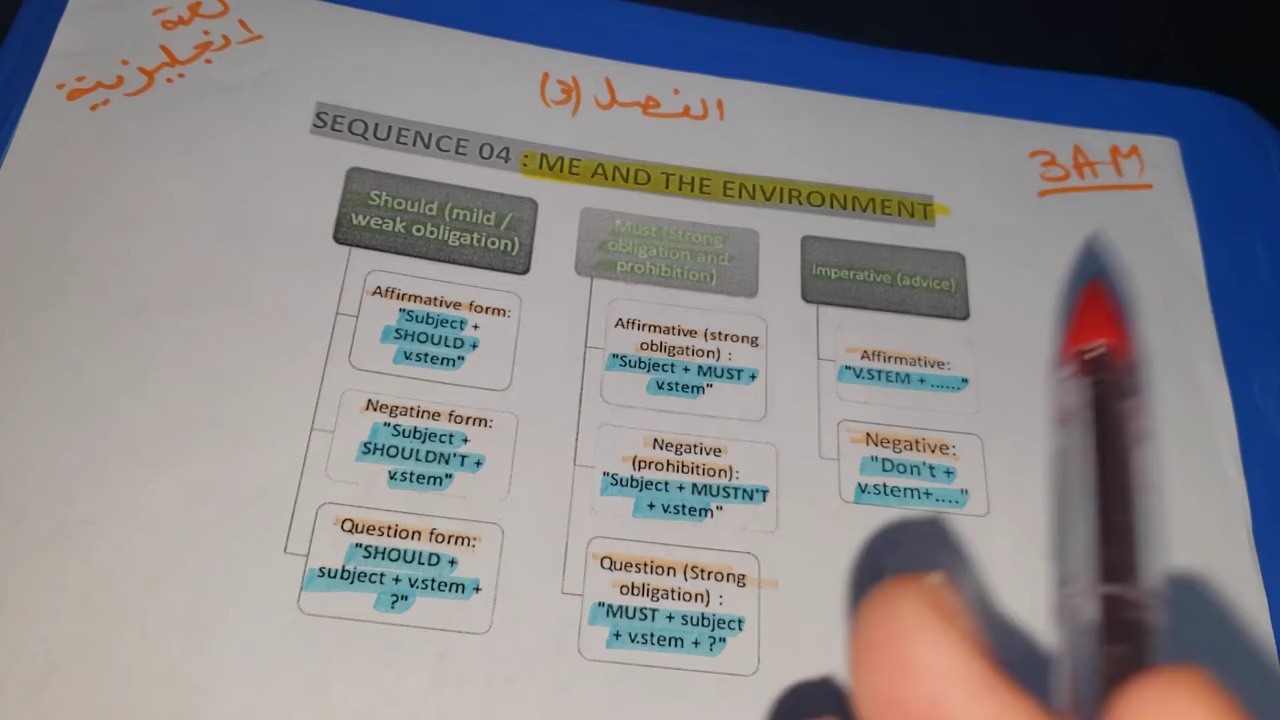 لغة
انجليزية
الفصل (3)
3AM
SEQUENCE 04 : ME AND THE ENVIRONMENT
Should (mild /
weak obligation)
Affirmative form:
"Subject +
SHOULD +
v.stem"
Negatine form:
"Subject +
SHOULDN'T +
v.stem"
Question form:
"SHOULD +
subject + v.stem +
?"
Must (Strong
obligation and
prohibition)
Affirmative (strong
obligation) :
"Subject + MUST +
v.stem"
Negative
(prohibition):
"Subject + MUSTN'T
+ v.stem"
Question (Strong
obligation) :
"MUST + subject
+ v.stem + ?"
Imperative (advice)
Affirmative:
"V.STEM + ......"
Negative:
"Don't +
v.stem+...."